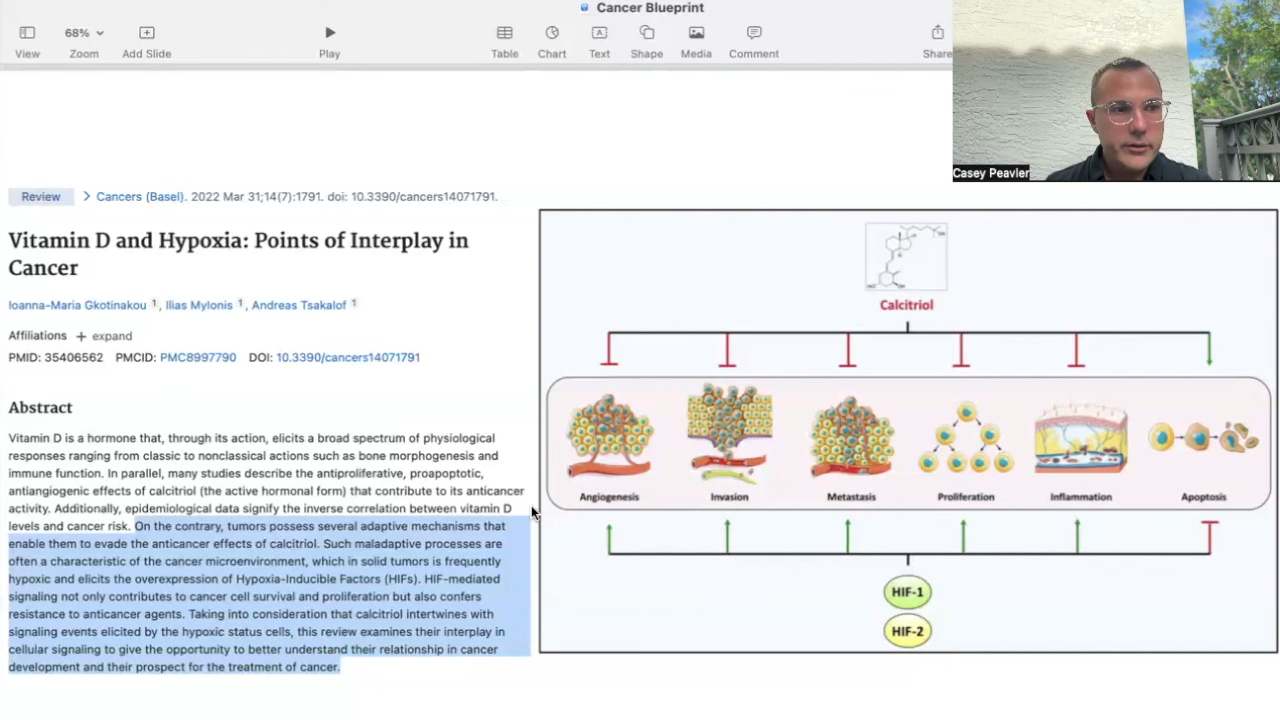 Cancer Blueprint
68%
View
Zoom
Add Slide
Play
Table
Chart
Text
Shape
Media
Comment
Share
Casey Peavler
Review
Cancers (Basel). 2022 Mar 31;14(7):1791. doi: 10.3390/cancers14071791.
Vitamin D and Hypoxia: Points of Interplay in
Cancer
Ioanna-Maria Gkotinakou 1, Ilias Mylonis 1, Andreas Tsakalof 1
Affiliations + expand
PMID: 35406562 PMCID: PMC8997790 DOI: 10.3390/cancers14071791
Abstract
Vitamin D is a hormone that, through its action, elicits a broad spectrum of physiological
responses ranging from classic to nonclassical actions such as bone morphogenesis and
immune function. In parallel, many studies describe the antiproliferative, proapoptotic,
antiangiogenic effects of calcitriol (the active hormonal form) that contribute to its anticancer
activity. Additionally, epidemiological data signify the inverse correlation between vitamin D
levels and cancer risk. On the contrary, tumors possess several adaptive mechanisms that
enable them to evade the anticancer effects of calcitriol. Such maladaptive processes are
often a characteristic of the cancer microenvironment, which in solid tumors is frequently
hypoxic and elicits the overexpression of Hypoxia-Inducible Factors (HIFs). HIF-mediated
signaling not only contributes to cancer cell survival and proliferation but also confers
resistance to anticancer agents. Taking into consideration that calcitriol intertwines with
signaling events elicited by the hypoxic status cells, this review examines their interplay in
cellular signaling to give the opportunity to better understand their relationship in cancer
development and their prospect for the treatment of cancer.
Calcitriol
Angiogenesis
Invasion
Metastasis
Proliferation
Inflammation
Apoptosis
HIF-1
HIF-2